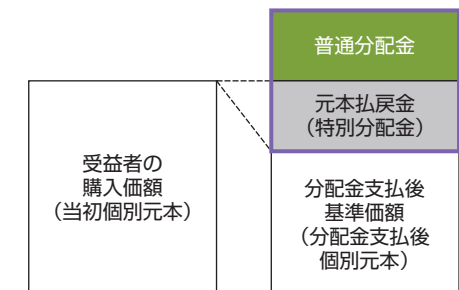 普通分配金
元本払戻金
（特別分配金）
受益者の
購入価額
（当初個別元本）
分配金支払後
基準価額
（分配金支払後
個別元本）